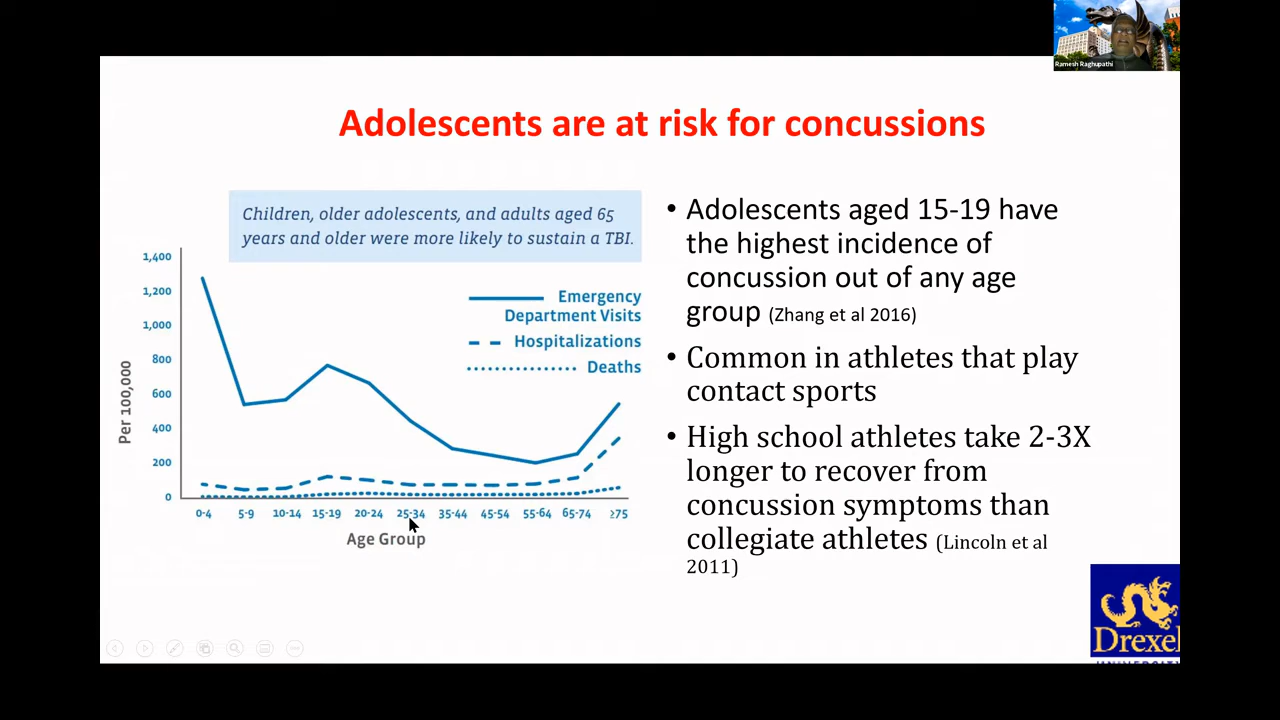 Ramesh Raghupathi
Adolescents are at risk for concussions
Children, older adolescents, and adults aged 65
years and older were more likely to sustain a TBI.
1,400
1,200
1,000
800
600
400
200
0
Per 100,000
Emergency
Department Visits
Hospitalizations
Deaths
0-4 5-9 10-14 15-19 20-24 25-34 35-44 45-54 55-64 65-74 ≥75
Age Group
• Adolescents aged 15-19 have
the highest incidence of
concussion out of any age
group (Zhang et al 2016)
• Common in athletes that play
contact sports
• High school athletes take 2-3X
longer to recover from
concussion symptoms than
collegiate athletes (Lincoln et al
2011)
Drexel